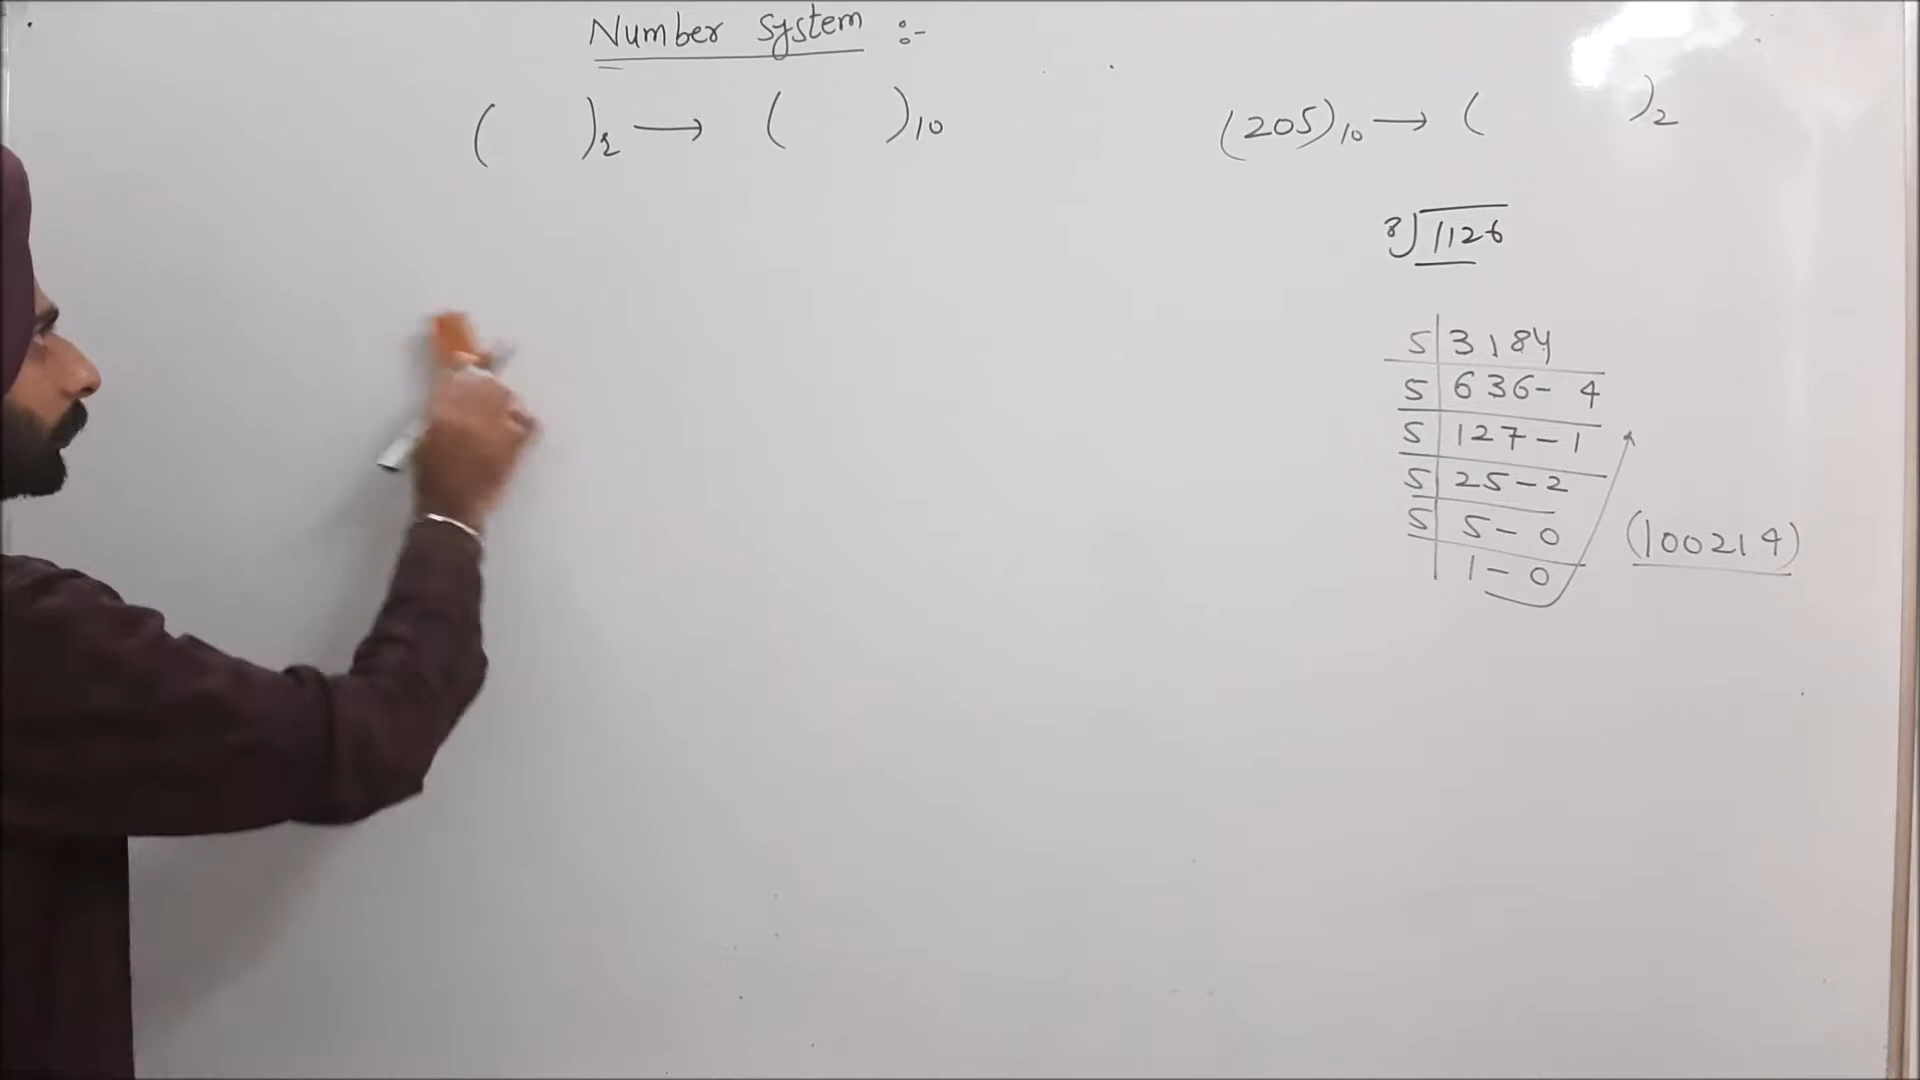 Number system :-
( )₂ → ( )₁₀
(205)₁₀ → ( )₂
8)1126
5|3184
5|636 - 4
5|127 - 1
5|25 - 2
5|5 - 0
|1 - 0
(100214)